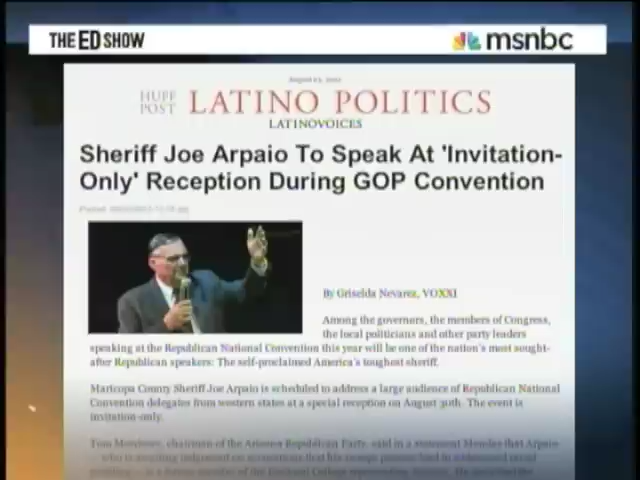 THE ED SHOW
msnbc
HUFF
POST
LATINO POLITICS
LATINOVOICES
Sheriff Joe Arpaio To Speak At 'Invitation-
Only' Reception During GOP Convention
By Griselda Nevarez, VOXXI
Among the governors, the members of Congress,
the local politicians and other party leaders
speaking at the Republican National Convention this year will be one of the nation's most sought-
after Republican speakers: The self-proclaimed America's toughest sheriff.
Maricopa County Sheriff Joe Arpaio is scheduled to address a large audience of Republican National
Convention delegates from western states at a special reception on August 30th. The event is
invitation-only.
chairman of the Arizona Republican Party, said in a statement Monday that Arpaio